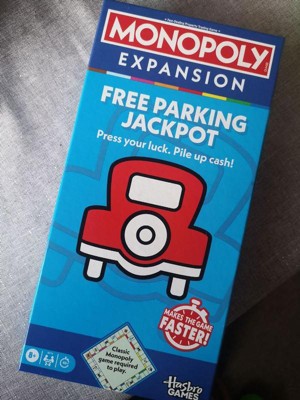 MONOPOLY
EXPANSION
FREE PARKING
JACKPOT
Press your luck. Pile up cash!
MAKES THE GAME
FASTER!
8+
Classic
Monopoly
game required
to play.
Hasbro
GAMES